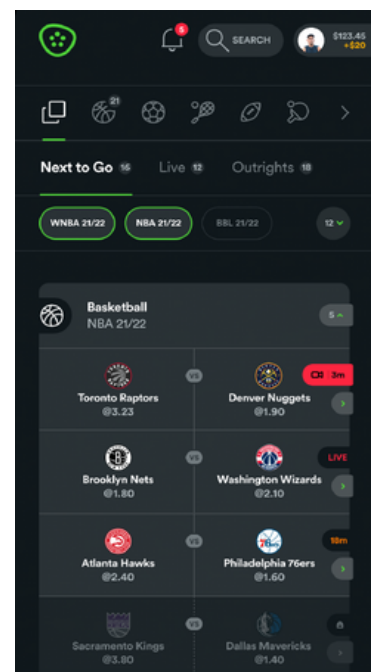 5
SEARCH
$123.45
+$20
21
Next to Go 16
Live 12
Outrights 18
WNBA 21/22
NBA 21/22
BBL 21/22
12
Basketball
NBA 21/22
5
VS
3m
Toronto Raptors
@3.23
Denver Nuggets
@1.90
VS
LIVE
Brooklyn Nets
@1.80
Washington Wizards
@2.10
VS
18m
Atlanta Hawks
@2.40
Philadelphia 76ers
@1.60
VS
Sacramento Kings
@3.80
Dallas Mavericks
@1.40